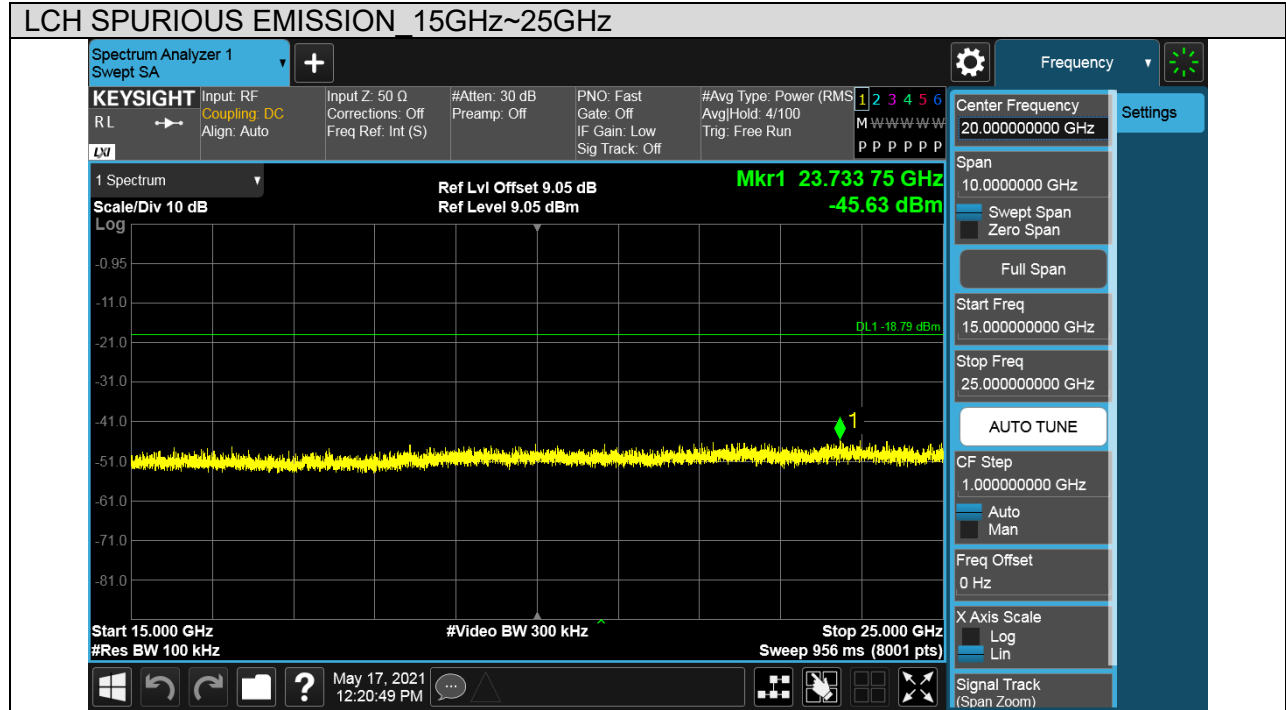 LCH SPURIOUS EMISSION_15GHz~25GHz
Spectrum Analyzer 1
Swept SA
+
Frequency
KEYSIGHT
R L
LXI
Input: RF
Coupling: DC
Align: Auto
Input Z: 50 Ω
Corrections: Off
Freq Ref: Int (S)
#Atten: 30 dB
Preamp: Off
PNO: Fast
Gate: Off
IF Gain: Low
Sig Track: Off
#Avg Type: Power (RMS
Avg|Hold: 4/100
Trig: Free Run
1 2 3 4 5 6
M W W W W W
P P P P P P
1 Spectrum
Scale/Div 10 dB
Ref Lvl Offset 9.05 dB
Ref Level 9.05 dBm
Mkr1 23.733 75 GHz
-45.63 dBm
Log
-0.95
-11.0
DL1 -18.79 dBm
-21.0
-31.0
-41.0
1
-51.0
-61.0
-71.0
-81.0
Start 15.000 GHz
#Res BW 100 kHz
#Video BW 300 kHz
Stop 25.000 GHz
Sweep 956 ms (8001 pts)
Center Frequency
20.000000000 GHz
Settings
Span
10.0000000 GHz
Swept Span
Zero Span
Full Span
Start Freq
15.000000000 GHz
Stop Freq
25.000000000 GHz
AUTO TUNE
CF Step
1.000000000 GHz
Auto
Man
Freq Offset
0 Hz
X Axis Scale
Log
Lin
Signal Track
(Span Zoom)
?
May 17, 2021
12:20:49 PM